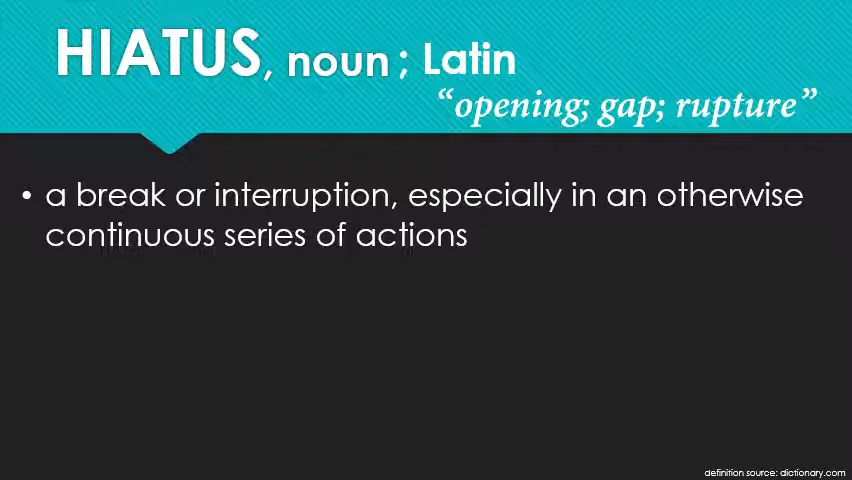 HIATUS, noun ; Latin
“opening; gap; rupture”
• a break or interruption, especially in an otherwise
continuous series of actions
definition source: dictionary.com